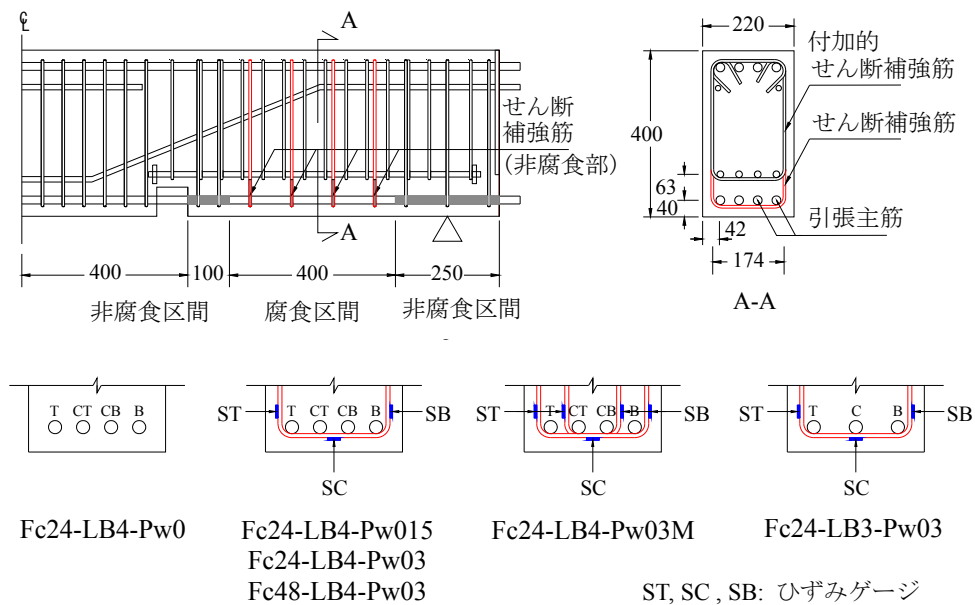 ℄
A
A
せん断
補強筋
(非腐食部)
400
100
400
250
非腐食区間
腐食区間
非腐食区間
220
400
63
40
42
174
付加的
せん断補強筋
せん断補強筋
引張主筋
A-A
T CT CB B
Fc24-LB4-Pw0
ST
T CT CB B
SB
SC
Fc24-LB4-Pw015
Fc24-LB4-Pw03
Fc48-LB4-Pw03
ST
T CT CB B
SB
SC
Fc24-LB4-Pw03M
ST
T C B
SB
SC
Fc24-LB3-Pw03
ST, SC , SB: ひずみゲージ